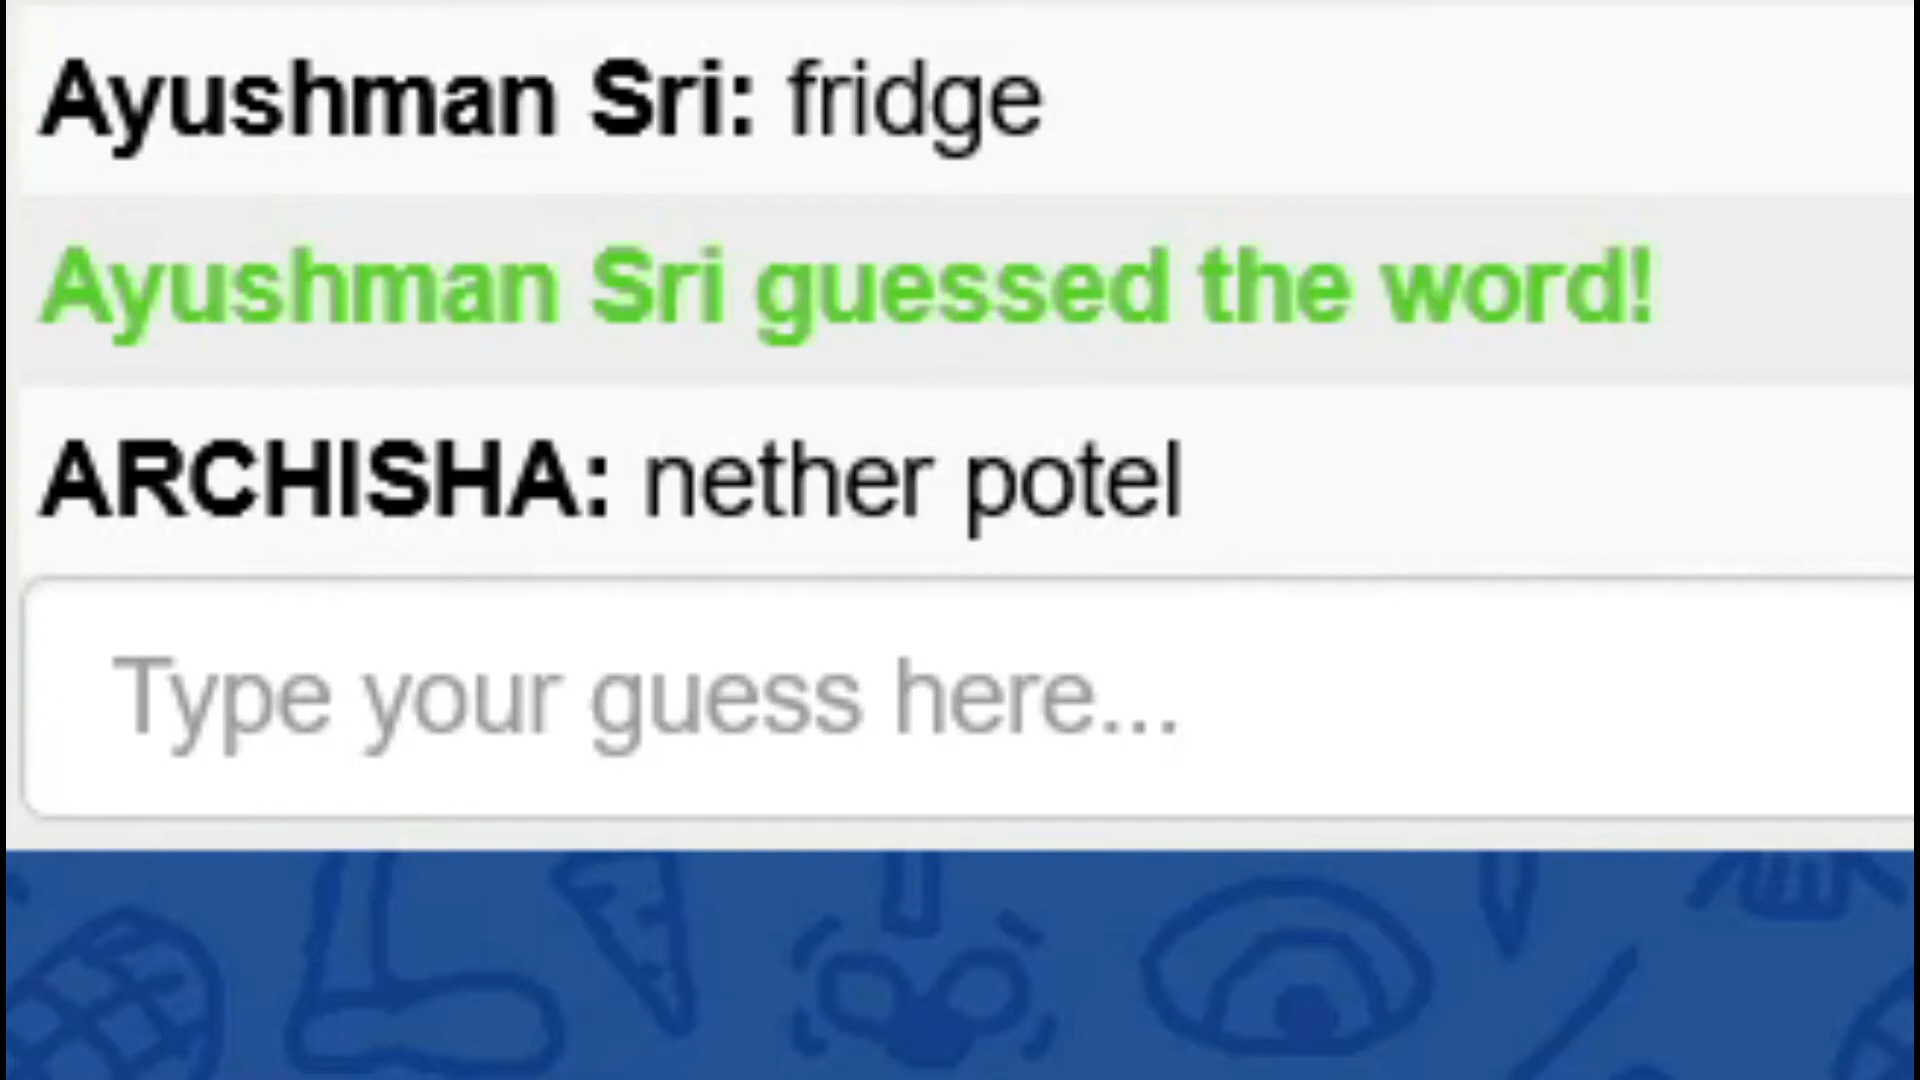 Ayushman Sri: fridge
Ayushman Sri guessed the word!
ARCHISHA: nether potel
Type your guess here...